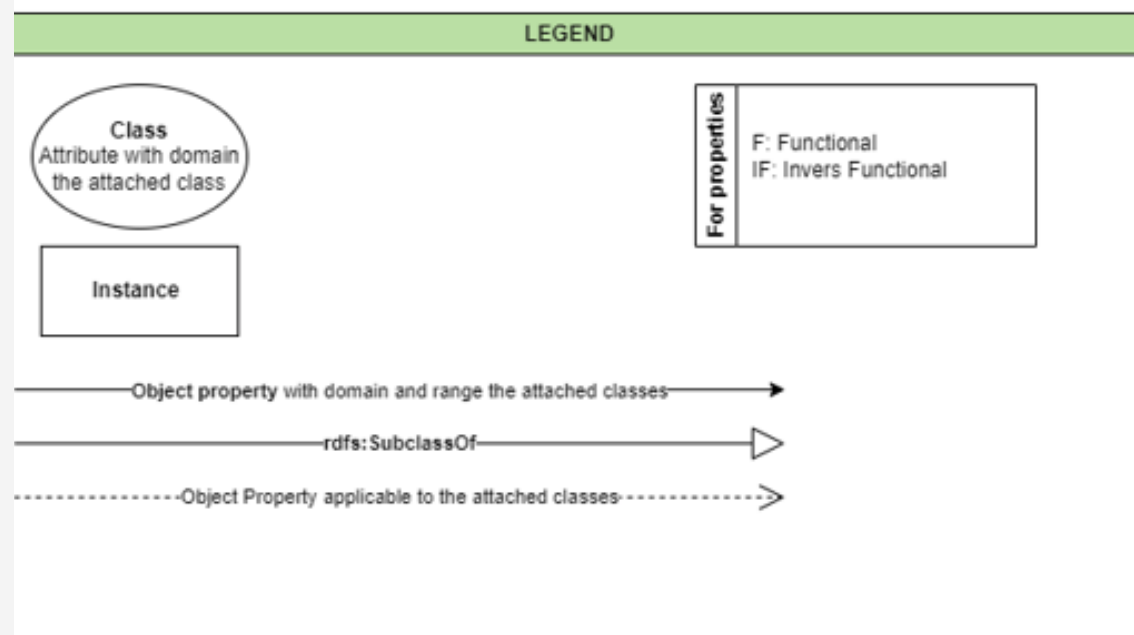 LEGEND
Class
Attribute with domain
the attached class
For properties
F: Functional
IF: Invers Functional
Instance
Object property with domain and range the attached classes
rdfs:SubclassOf
Object Property applicable to the attached classes